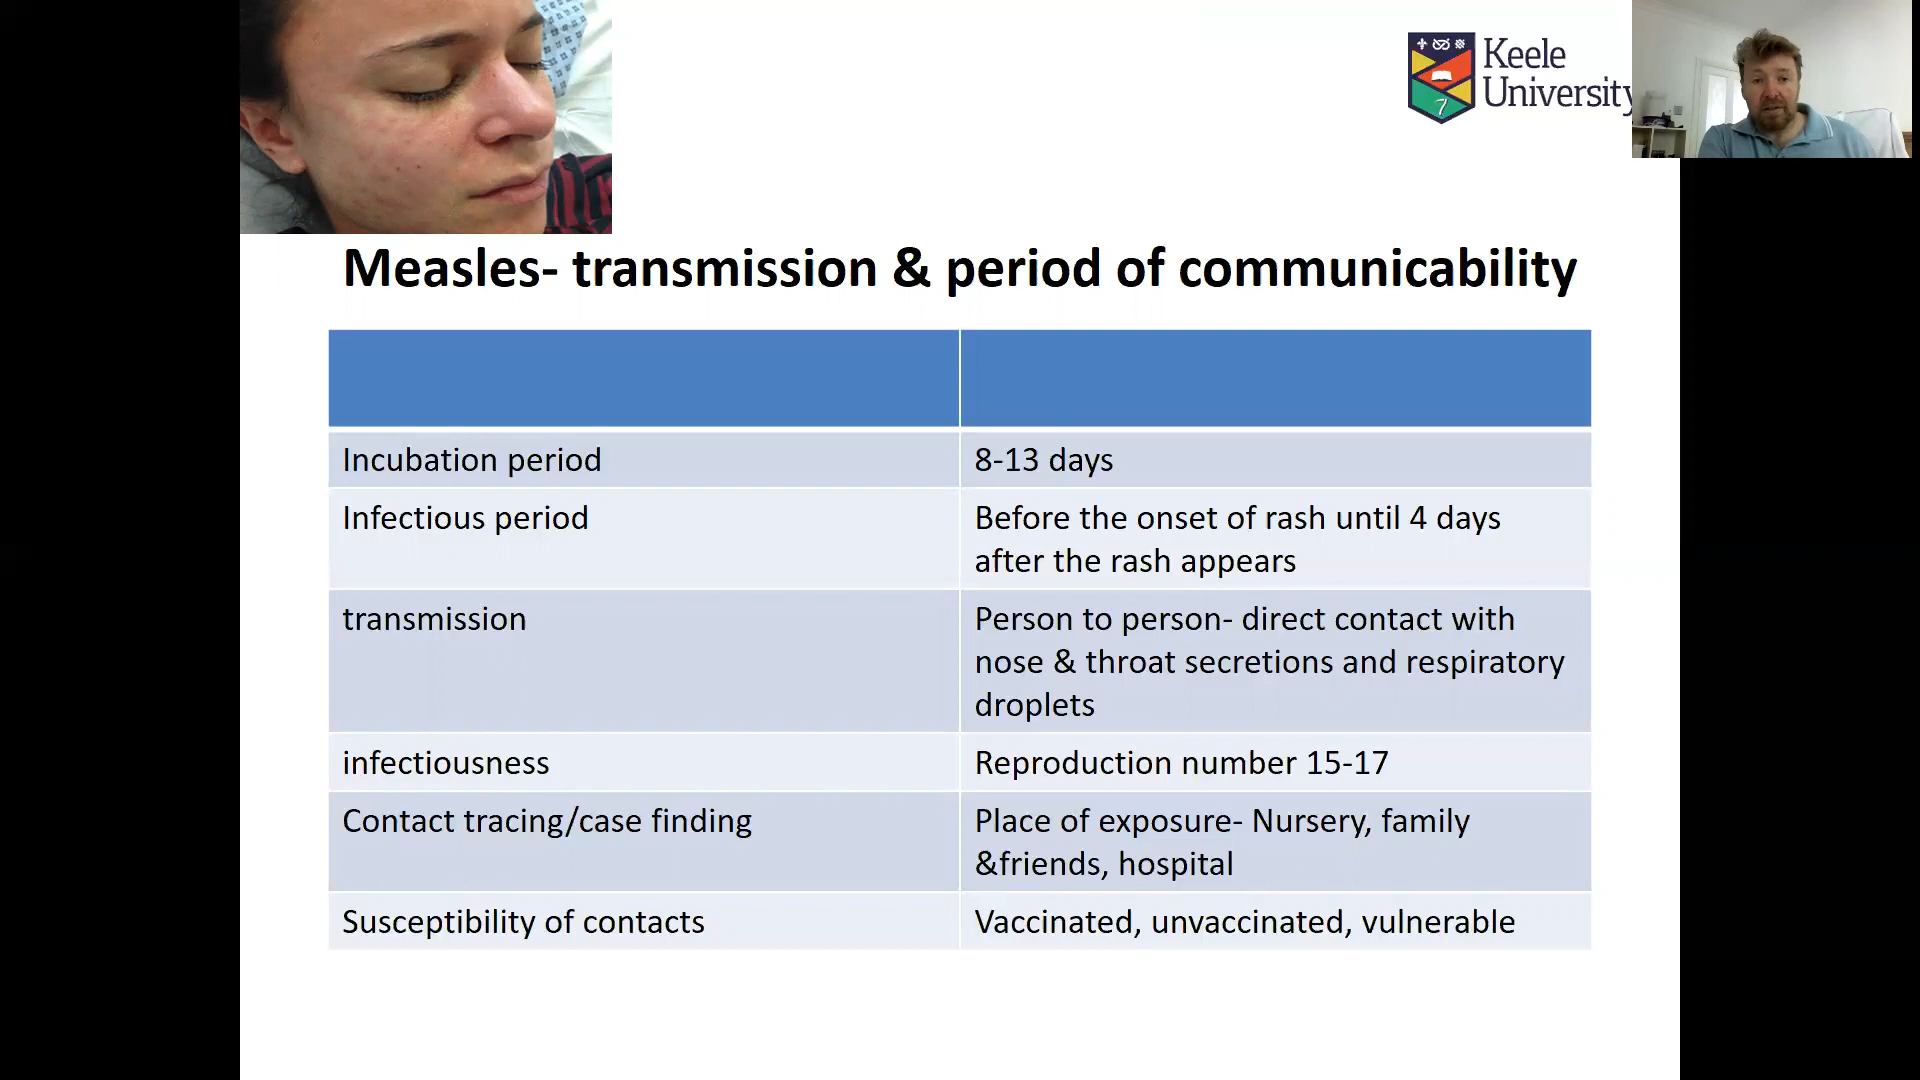 Keele
University
Measles- transmission & period of communicability
Incubation period
8-13 days
Infectious period
Before the onset of rash until 4 days
after the rash appears
transmission
Person to person- direct contact with
nose & throat secretions and respiratory
droplets
infectiousness
Reproduction number 15-17
Contact tracing/case finding
Place of exposure- Nursery, family
&friends, hospital
Susceptibility of contacts
Vaccinated, unvaccinated, vulnerable